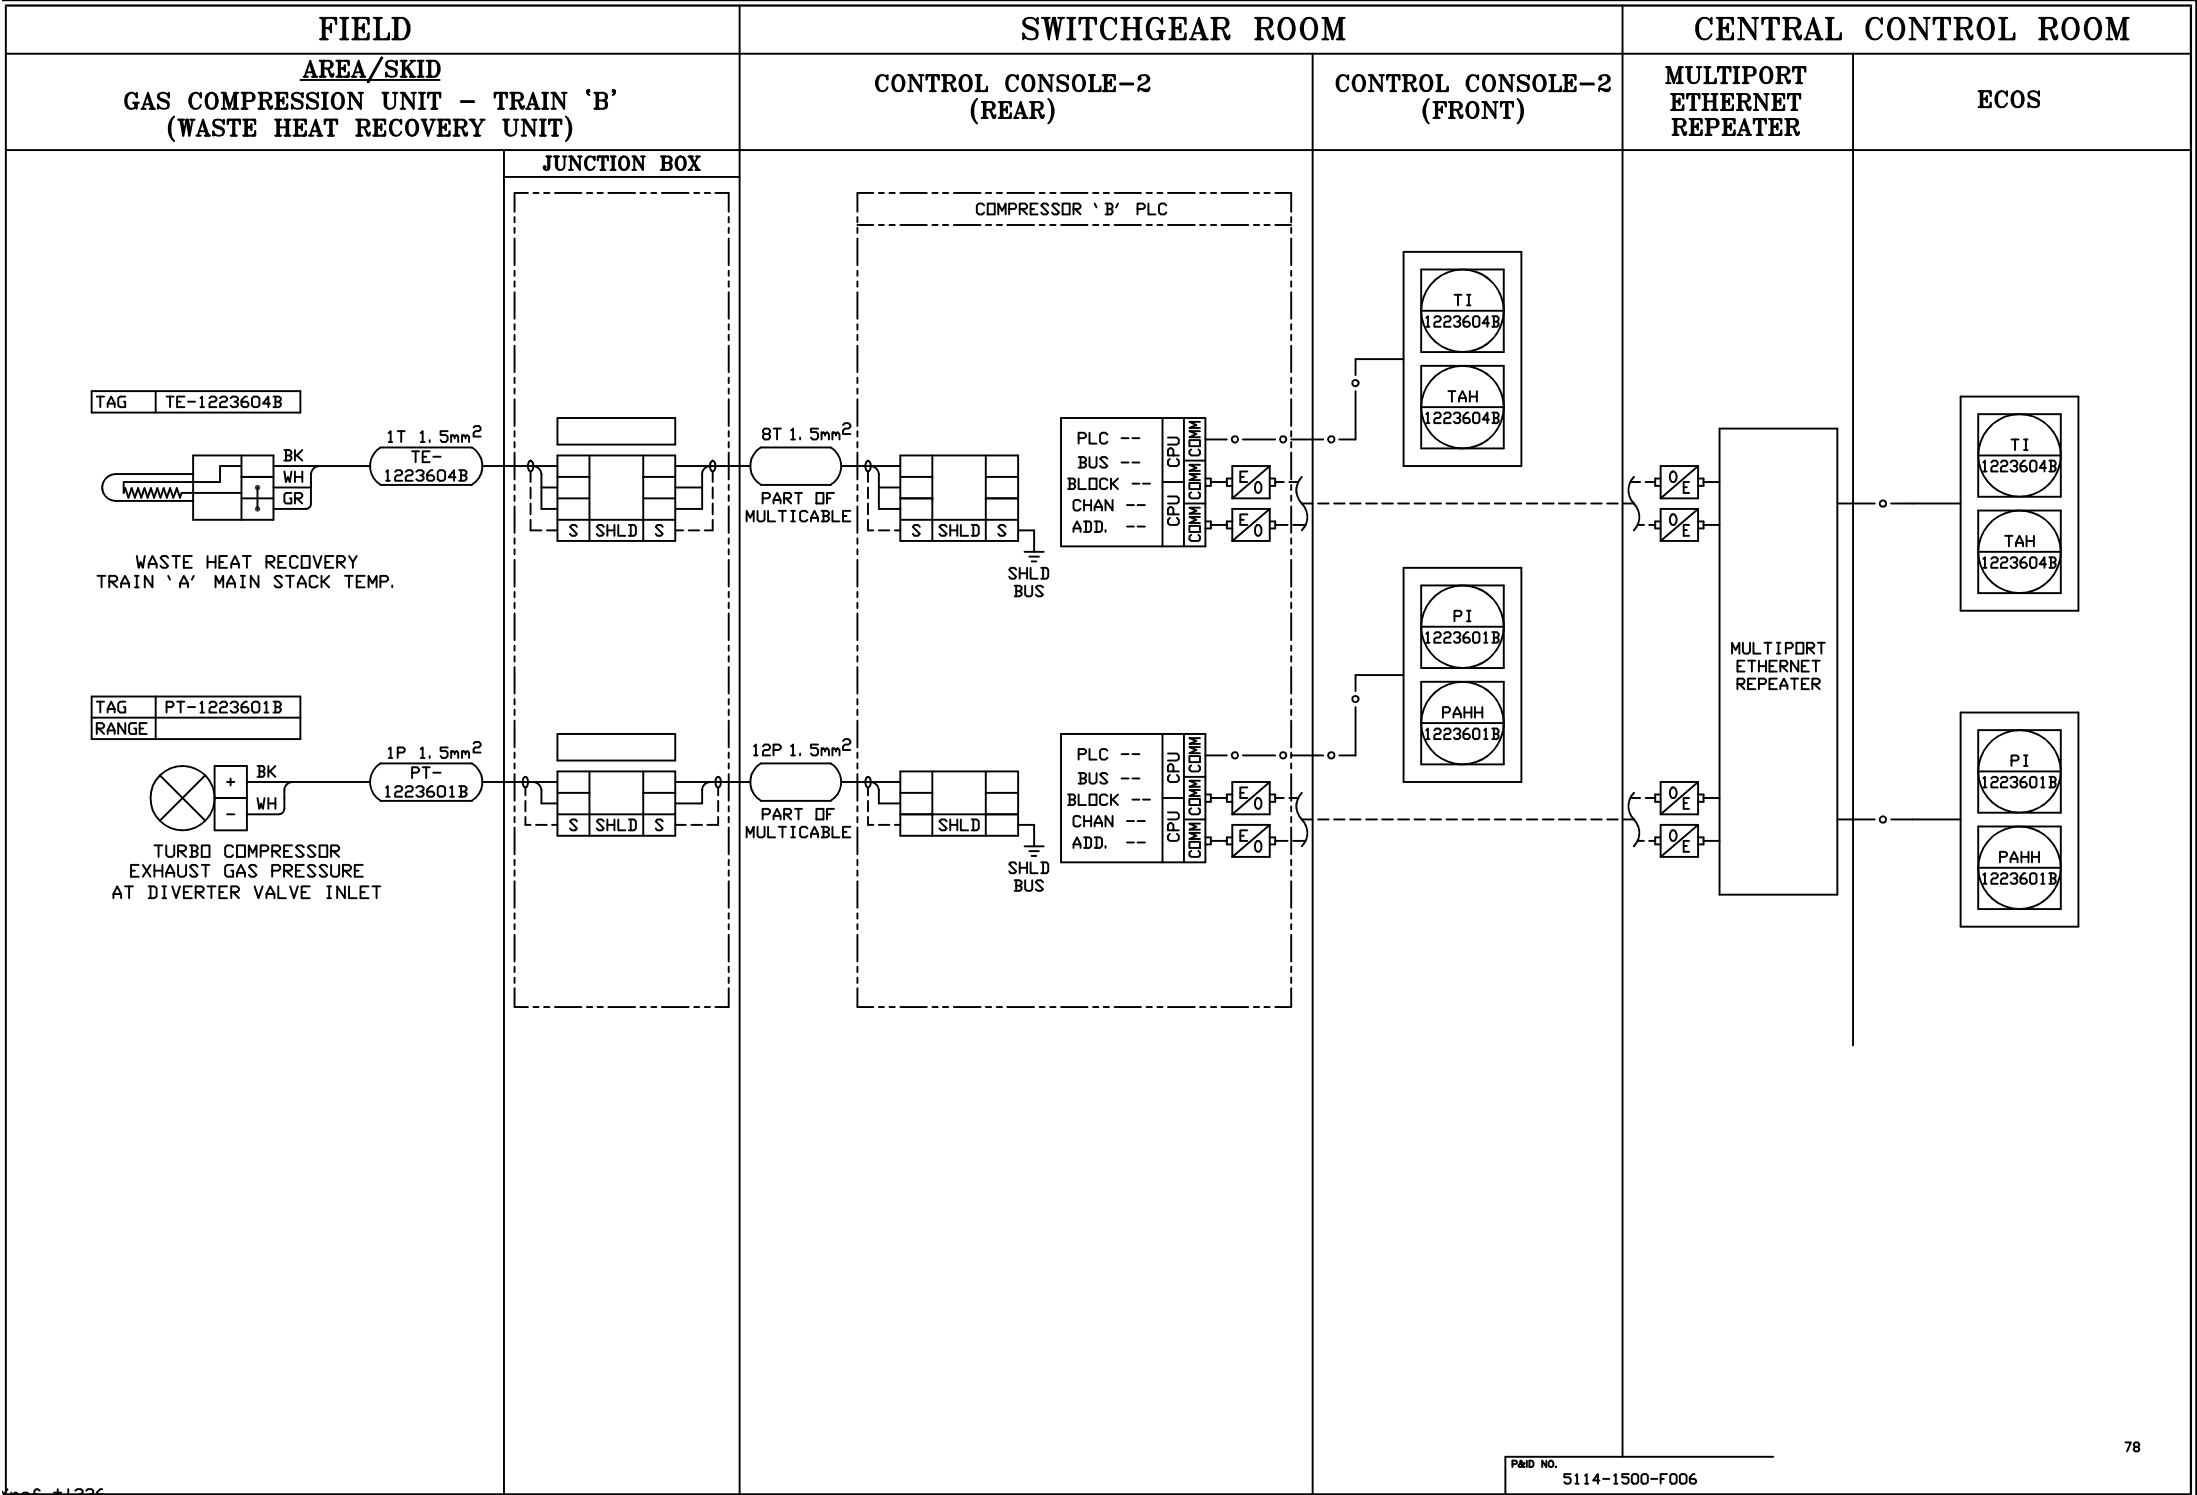 FIELD
SWITCHGEAR ROOM
CENTRAL CONTROL ROOM
AREA/SKID
GAS COMPRESSION UNIT - TRAIN 'B'
(WASTE HEAT RECOVERY UNIT)
CONTROL CONSOLE-2
(REAR)
CONTROL CONSOLE-2
(FRONT)
MULTIPORT
ETHERNET
REPEATER
ECOS
JUNCTION BOX
COMPRESSOR 'B' PLC
TAG TE-1223604B
BK
WH
GR
1T 1.5mm²
TE-
1223604B
WASTE HEAT RECOVERY
TRAIN 'A' MAIN STACK TEMP.
S SHLD S
8T 1.5mm²
PART OF
MULTICABLE
S SHLD S
SHLD
BUS
PLC --
BUS --
BLOCK --
CHAN --
ADD. --
CPU
CPU
COMM
COMM
COMM
E/O
E/O
TI
1223604B
TAH
1223604B
O/E
O/E
TI
1223604B
TAH
1223604B
MULTIPORT
ETHERNET
REPEATER
TAG PT-1223601B
RANGE
+
-
BK
WH
1P 1.5mm²
PT-
1223601B
TURBO COMPRESSOR
EXHAUST GAS PRESSURE
AT DIVERTER VALVE INLET
S SHLD S
12P 1.5mm²
PART OF
MULTICABLE
SHLD
SHLD
BUS
PLC --
BUS --
BLOCK --
CHAN --
ADD. --
CPU
CPU
COMM
COMM
COMM
E/O
E/O
PI
1223601B
PAHH
1223601B
O/E
O/E
PI
1223601B
PAHH
1223601B
78
P&ID NO.
5114-1500-F006